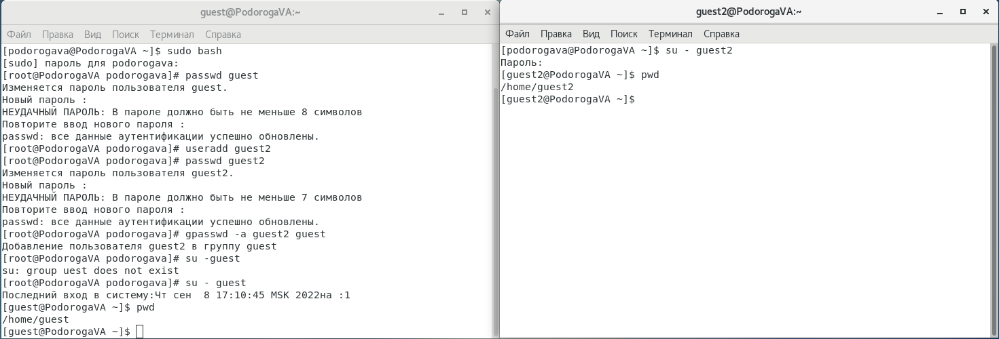 guest@PodorogaVA:~
Файл Правка Вид Поиск Терминал Справка
[podorogava@PodorogaVA ~]$ sudo bash
[sudo] пароль для podorogava:
[root@PodorogaVA podorogava]# passwd guest
Изменяется пароль пользователя guest.
Новый пароль :
НЕУДАЧНЫЙ ПАРОЛЬ: В пароле должно быть не меньше 8 символов
Повторите ввод нового пароля :
passwd: все данные аутентификации успешно обновлены.
[root@PodorogaVA podorogava]# useradd guest2
[root@PodorogaVA podorogava]# passwd guest2
Изменяется пароль пользователя guest2.
Новый пароль :
НЕУДАЧНЫЙ ПАРОЛЬ: В пароле должно быть не меньше 7 символов
Повторите ввод нового пароля :
passwd: все данные аутентификации успешно обновлены.
[root@PodorogaVA podorogava]# gpasswd -a guest2 guest
Добавление пользователя guest2 в группу guest
[root@PodorogaVA podorogava]# su -guest
su: group uest does not exist
[root@PodorogaVA podorogava]# su - guest
Последний вход в систему:Чт сен  8 17:10:45 MSK 2022на :1
[guest@PodorogaVA ~]$ pwd
/home/guest
[guest@PodorogaVA ~]$
guest2@PodorogaVA:~
Файл Правка Вид Поиск Терминал Справка
[podorogava@PodorogaVA ~]$ su - guest2
Пароль:
[guest2@PodorogaVA ~]$ pwd
/home/guest2
[guest2@PodorogaVA ~]$